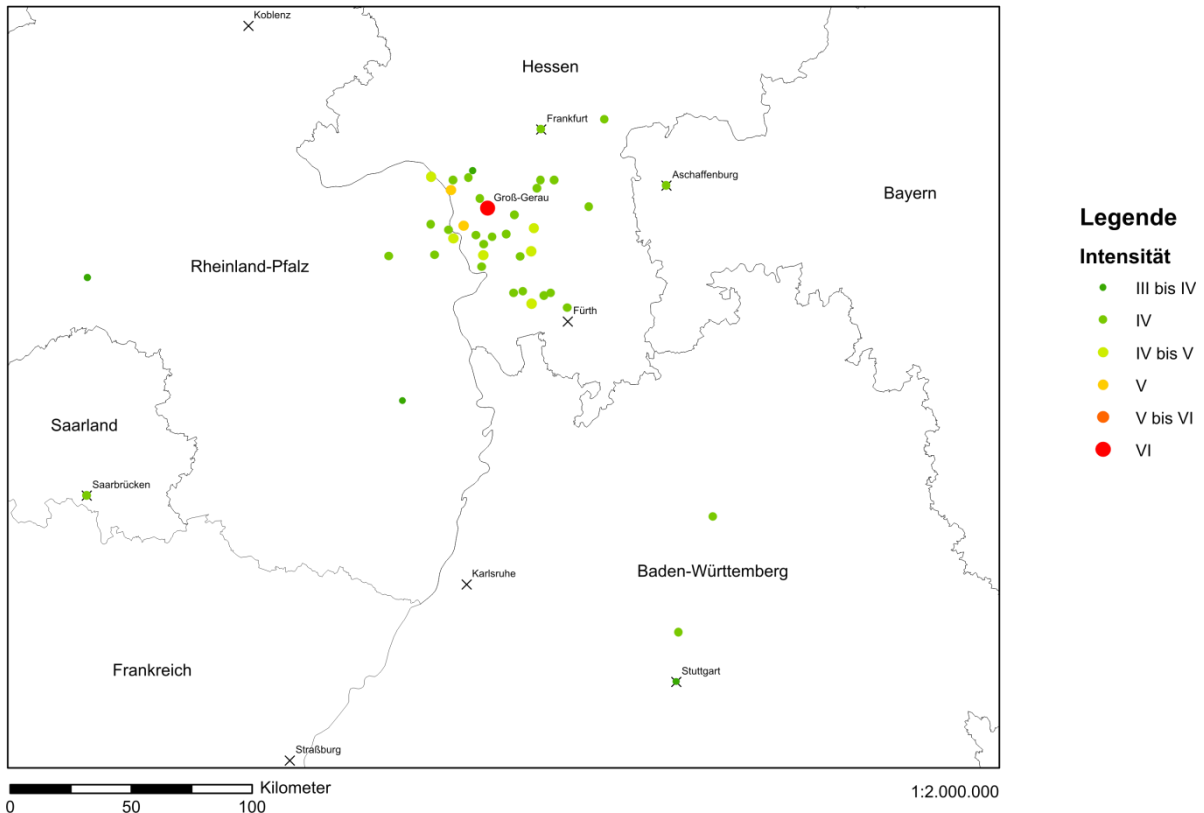 Koblenz
Hessen
Frankfurt
Aschaffenburg
Bayern
Groß-Gerau
Rheinland-Pfalz
Fürth
Saarland
Saarbrücken
Karlsruhe
Baden-Württemberg
Frankreich
Stuttgart
Straßburg
Legende
Intensität
III bis IV
IV
IV bis V
V
V bis VI
VI
Kilometer
0 50 100
1:2.000.000